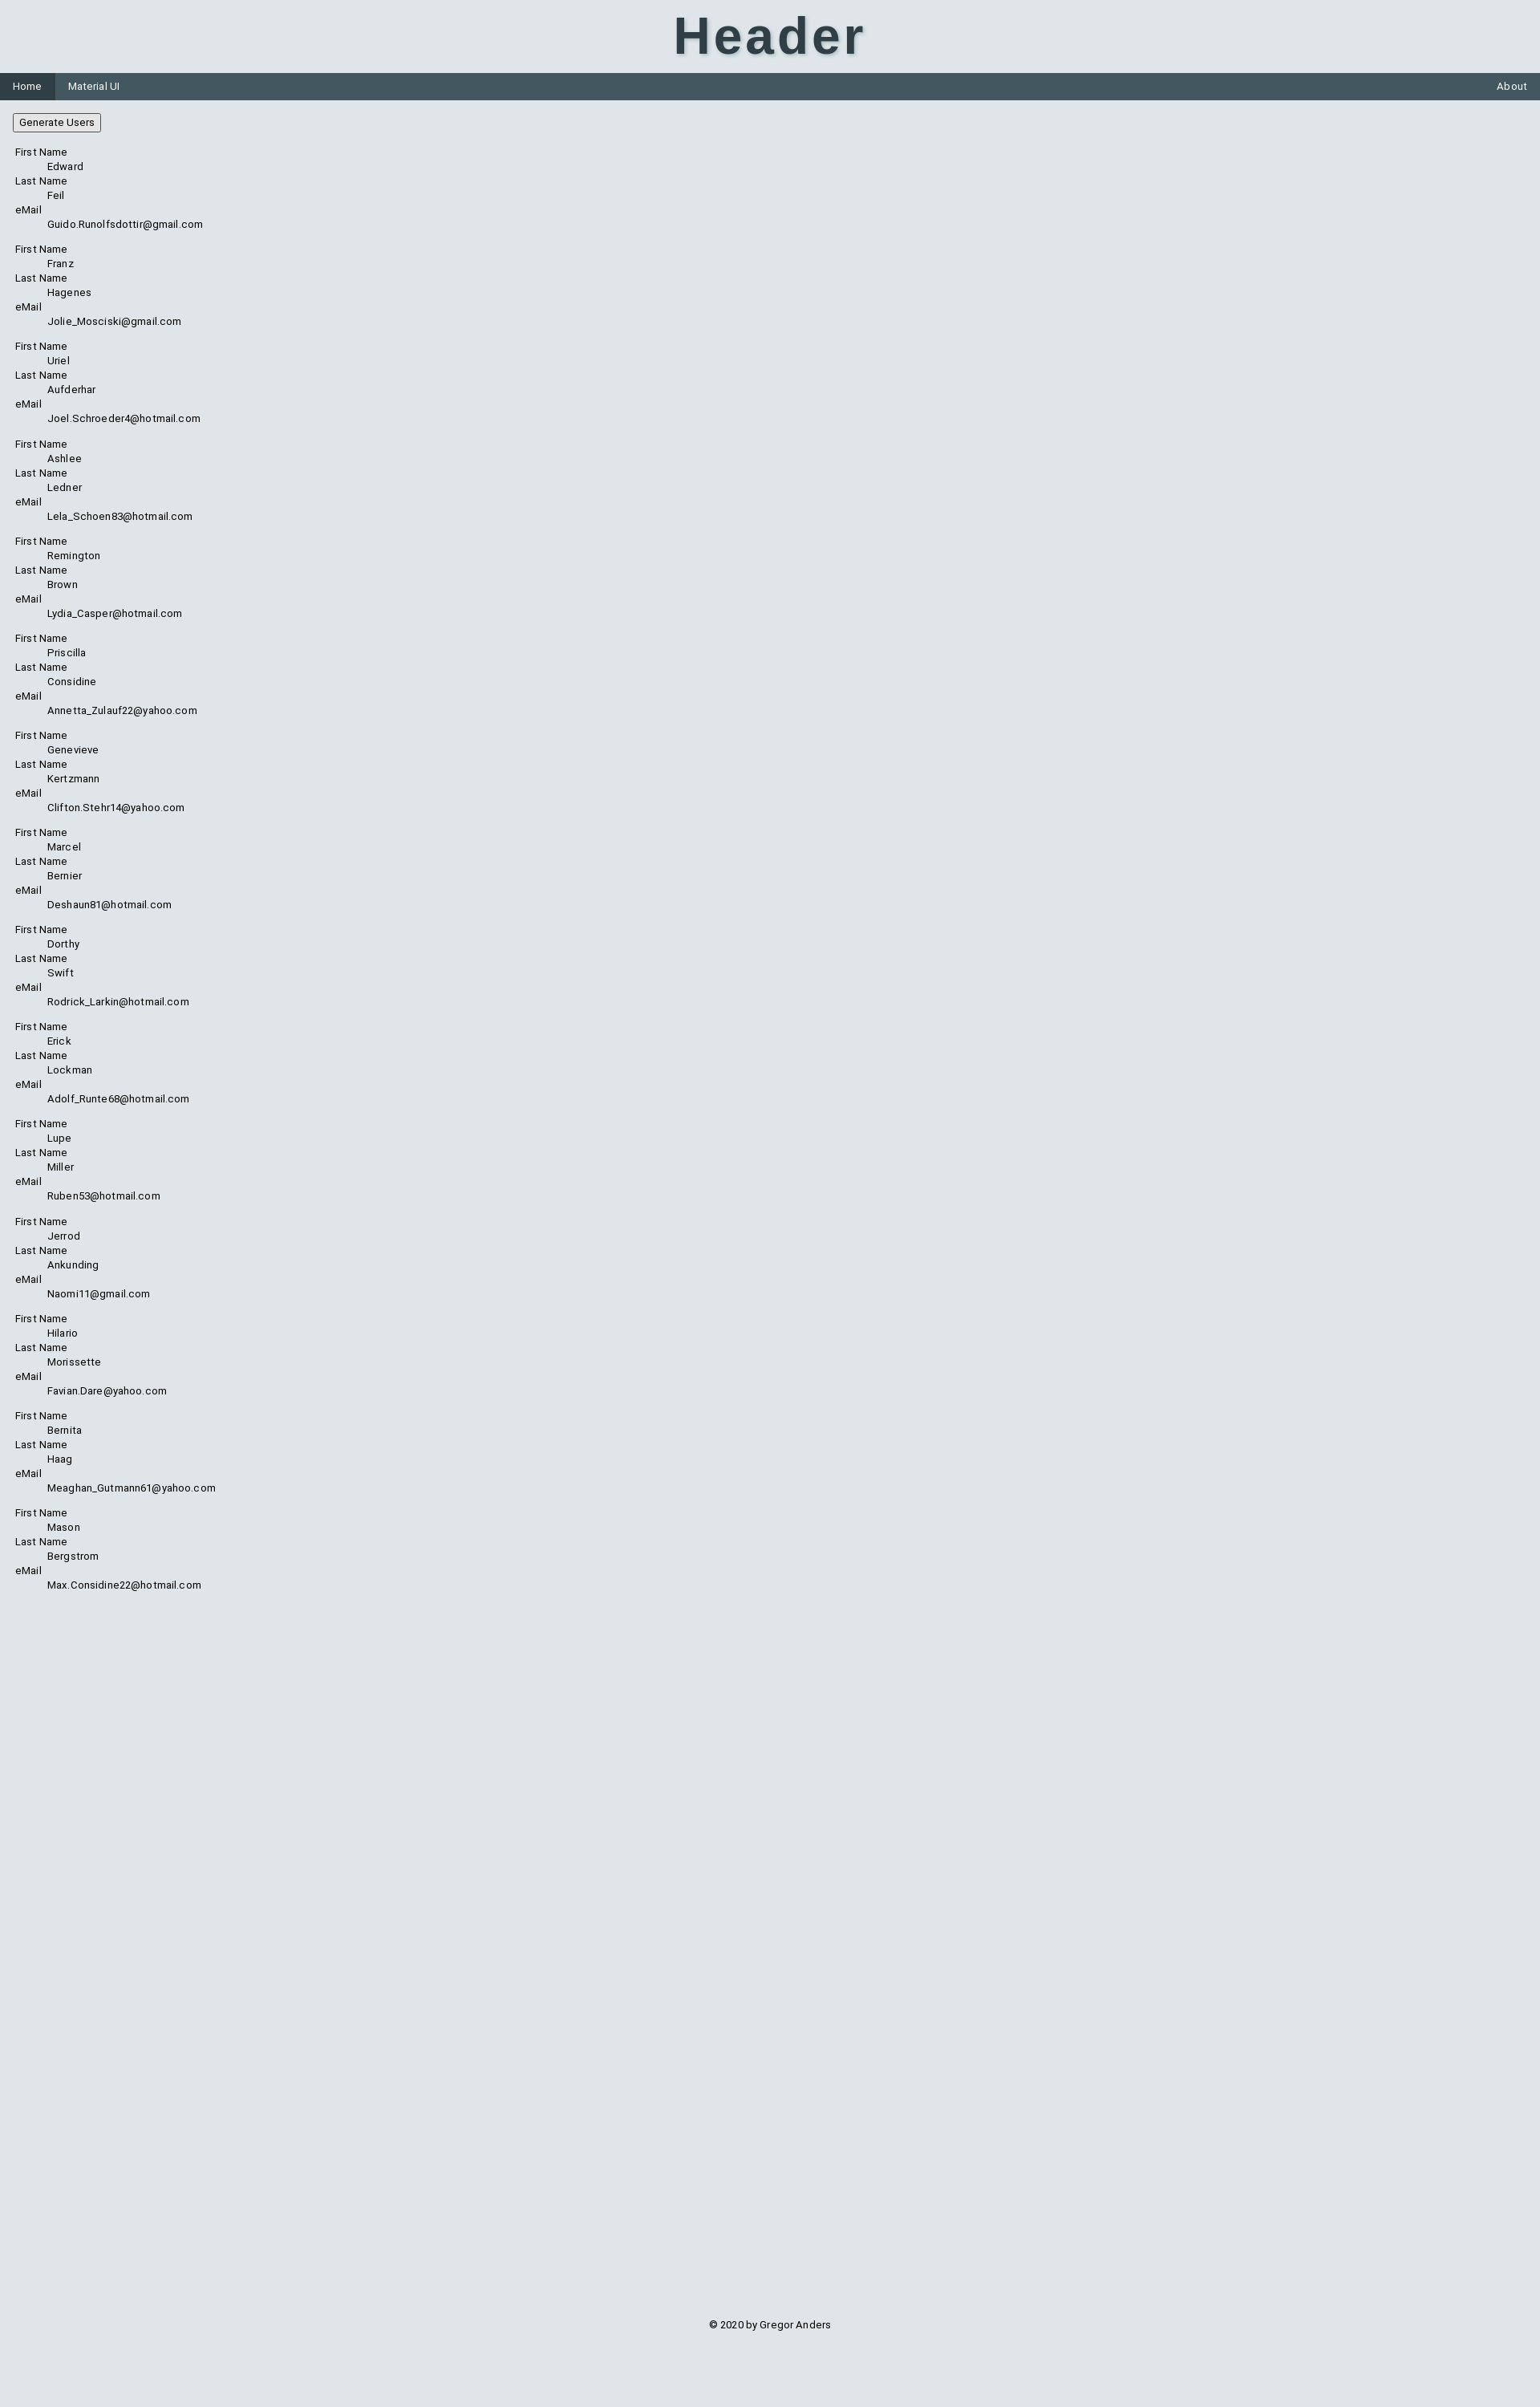 Header
Home Material UI About
Generate Users
First Name
Edward
Last Name
Feil
eMail
Guido.Runolfsdottir@gmail.com
First Name
Franz
Last Name
Hagenes
eMail
Jolie_Mosciski@gmail.com
First Name
Uriel
Last Name
Aufderhar
eMail
Joel.Schroeder4@hotmail.com
First Name
Ashlee
Last Name
Ledner
eMail
Lela_Schoen83@hotmail.com
First Name
Remington
Last Name
Brown
eMail
Lydia_Casper@hotmail.com
First Name
Priscilla
Last Name
Considine
eMail
Annetta_Zulauf22@yahoo.com
First Name
Genevieve
Last Name
Kertzmann
eMail
Clifton.Stehr14@yahoo.com
First Name
Marcel
Last Name
Bernier
eMail
Deshaun81@hotmail.com
First Name
Dorthy
Last Name
Swift
eMail
Rodrick_Larkin@hotmail.com
First Name
Erick
Last Name
Lockman
eMail
Adolf_Runte68@hotmail.com
First Name
Lupe
Last Name
Miller
eMail
Ruben53@hotmail.com
First Name
Jerrod
Last Name
Ankunding
eMail
Naomi11@gmail.com
First Name
Hilario
Last Name
Morissette
eMail
Favian.Dare@yahoo.com
First Name
Bernita
Last Name
Haag
eMail
Meaghan_Gutmann61@yahoo.com
First Name
Mason
Last Name
Bergstrom
eMail
Max.Considine22@hotmail.com
© 2020 by Gregor Anders